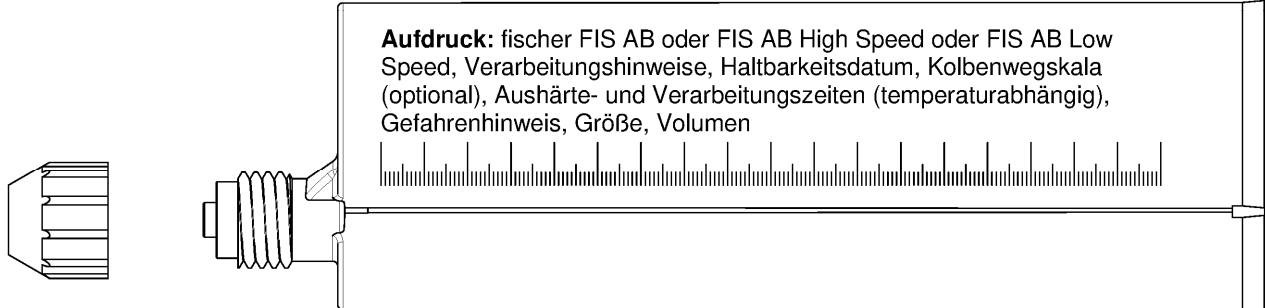 Aufdruck: fischer FIS AB oder FIS AB High Speed oder FIS AB Low
Speed, Verarbeitungshinweise, Haltbarkeitsdatum, Kolbenwegskala
(optional), Aushärte- und Verarbeitungszeiten (temperaturabhängig),
Gefahrenhinweis, Größe, Volumen